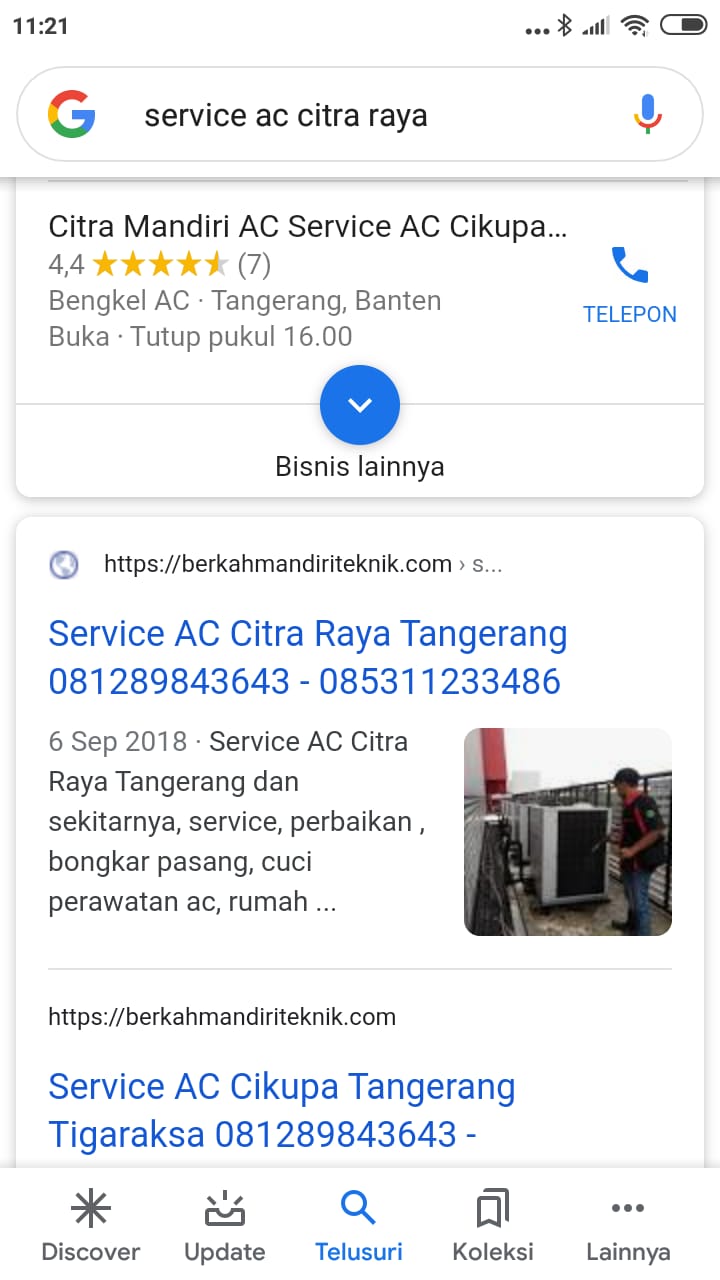 11:21
service ac citra raya
Citra Mandiri AC Service AC Cikupa...
4,4 (7)
Bengkel AC · Tangerang, Banten
Buka · Tutup pukul 16.00
TELEPON
Bisnis lainnya
https://berkahmandiriteknik.com › s...
Service AC Citra Raya Tangerang
081289843643 - 085311233486
6 Sep 2018 · Service AC Citra
Raya Tangerang dan
sekitarnya, service, perbaikan ,
bongkar pasang, cuci
perawatan ac, rumah ...
https://berkahmandiriteknik.com
Service AC Cikupa Tangerang
Tigaraksa 081289843643 -
Discover Update Telusuri Koleksi Lainnya